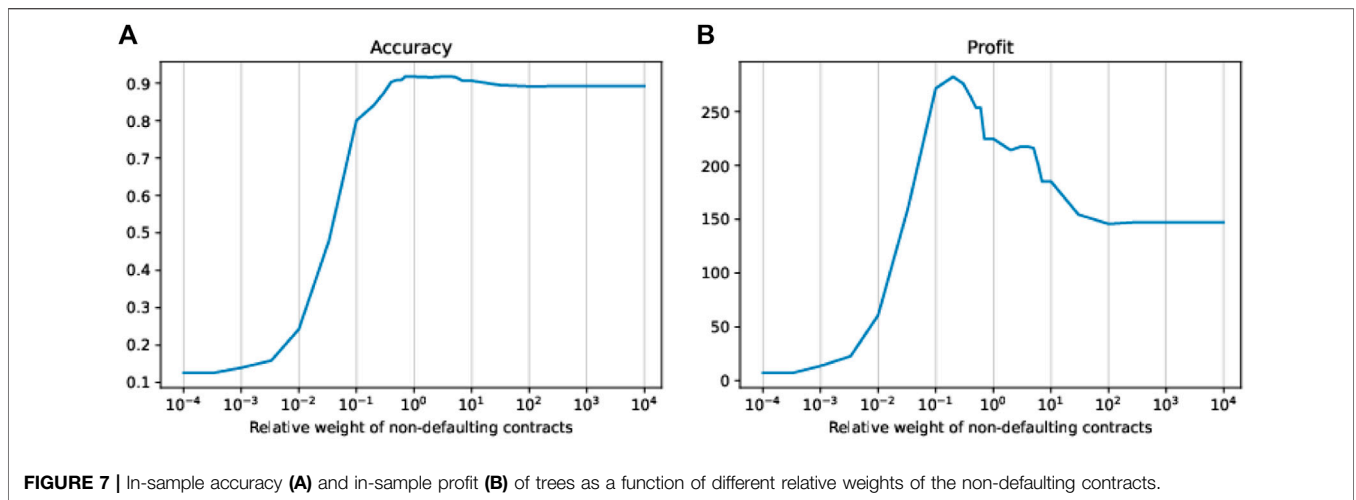 A
Accuracy
0.9
0.8
0.7
0.6
0.5
0.4
0.3
0.2
0.1
10⁻⁴ 10⁻³ 10⁻² 10⁻¹ 10⁰ 10¹ 10² 10³ 10⁴
Relative weight of non-defaulting contracts
B
Profit
250
200
150
100
50
0
10⁻⁴ 10⁻³ 10⁻² 10⁻¹ 10⁰ 10¹ 10² 10³ 10⁴
Relative weight of non-defaulting contracts
FIGURE 7 | In-sample accuracy (A) and in-sample profit (B) of trees as a function of different relative weights of the non-defaulting contracts.